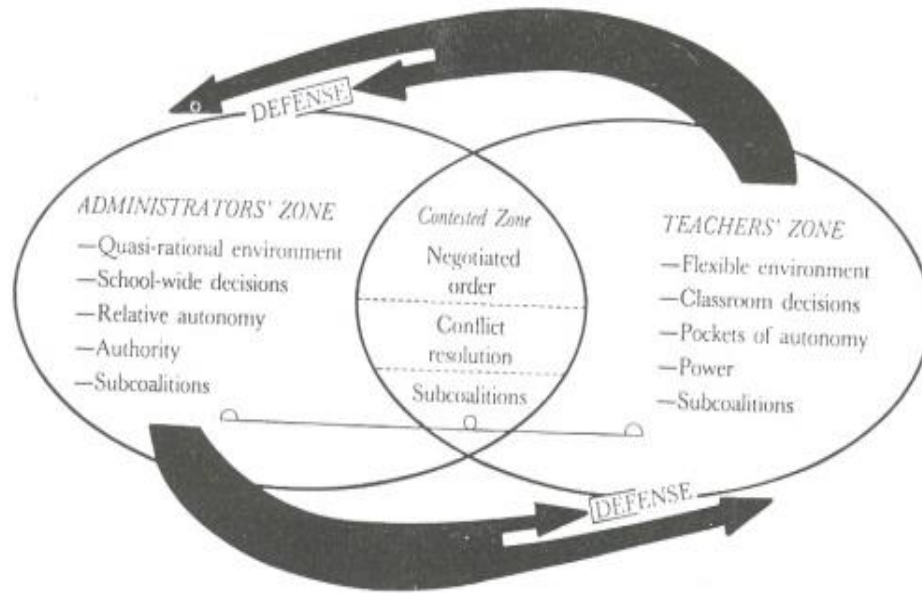 DEFENSE
ADMINISTRATORS' ZONE
—Quasi-rational environment
—School-wide decisions
—Relative autonomy
—Authority
—Subcoalitions
Contested Zone
Negotiated
order
Conflict
resolution
Subcoalitions
TEACHERS' ZONE
—Flexible environment
—Classroom decisions
—Pockets of autonomy
—Power
—Subcoalitions
DEFENSE